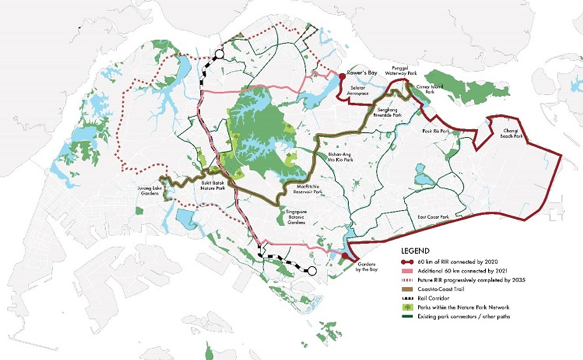 Rower's Bay
Seletar
Aerospace
Punggol
Waterway Park
Coney Island
Park
Sengkang
Riverside Park
Pasir Ris Park
Changi
Beach Park
Bishan-Ang
Mo Kio Park
Jurong Lake
Gardens
Bukit Batok
Nature Park
MacRitchie
Reservoir Park
Singapore
Botanic
Gardens
East Coast Park
Gardens
by the Bay
LEGEND
60 km of RIR connected by 2020
Additional 60 km connected by 2021
Future RIR progressively completed by 2035
Coast-to-Coast Trail
Rail Corridor
Parks within the Nature Park Network
Existing park connectors / other paths